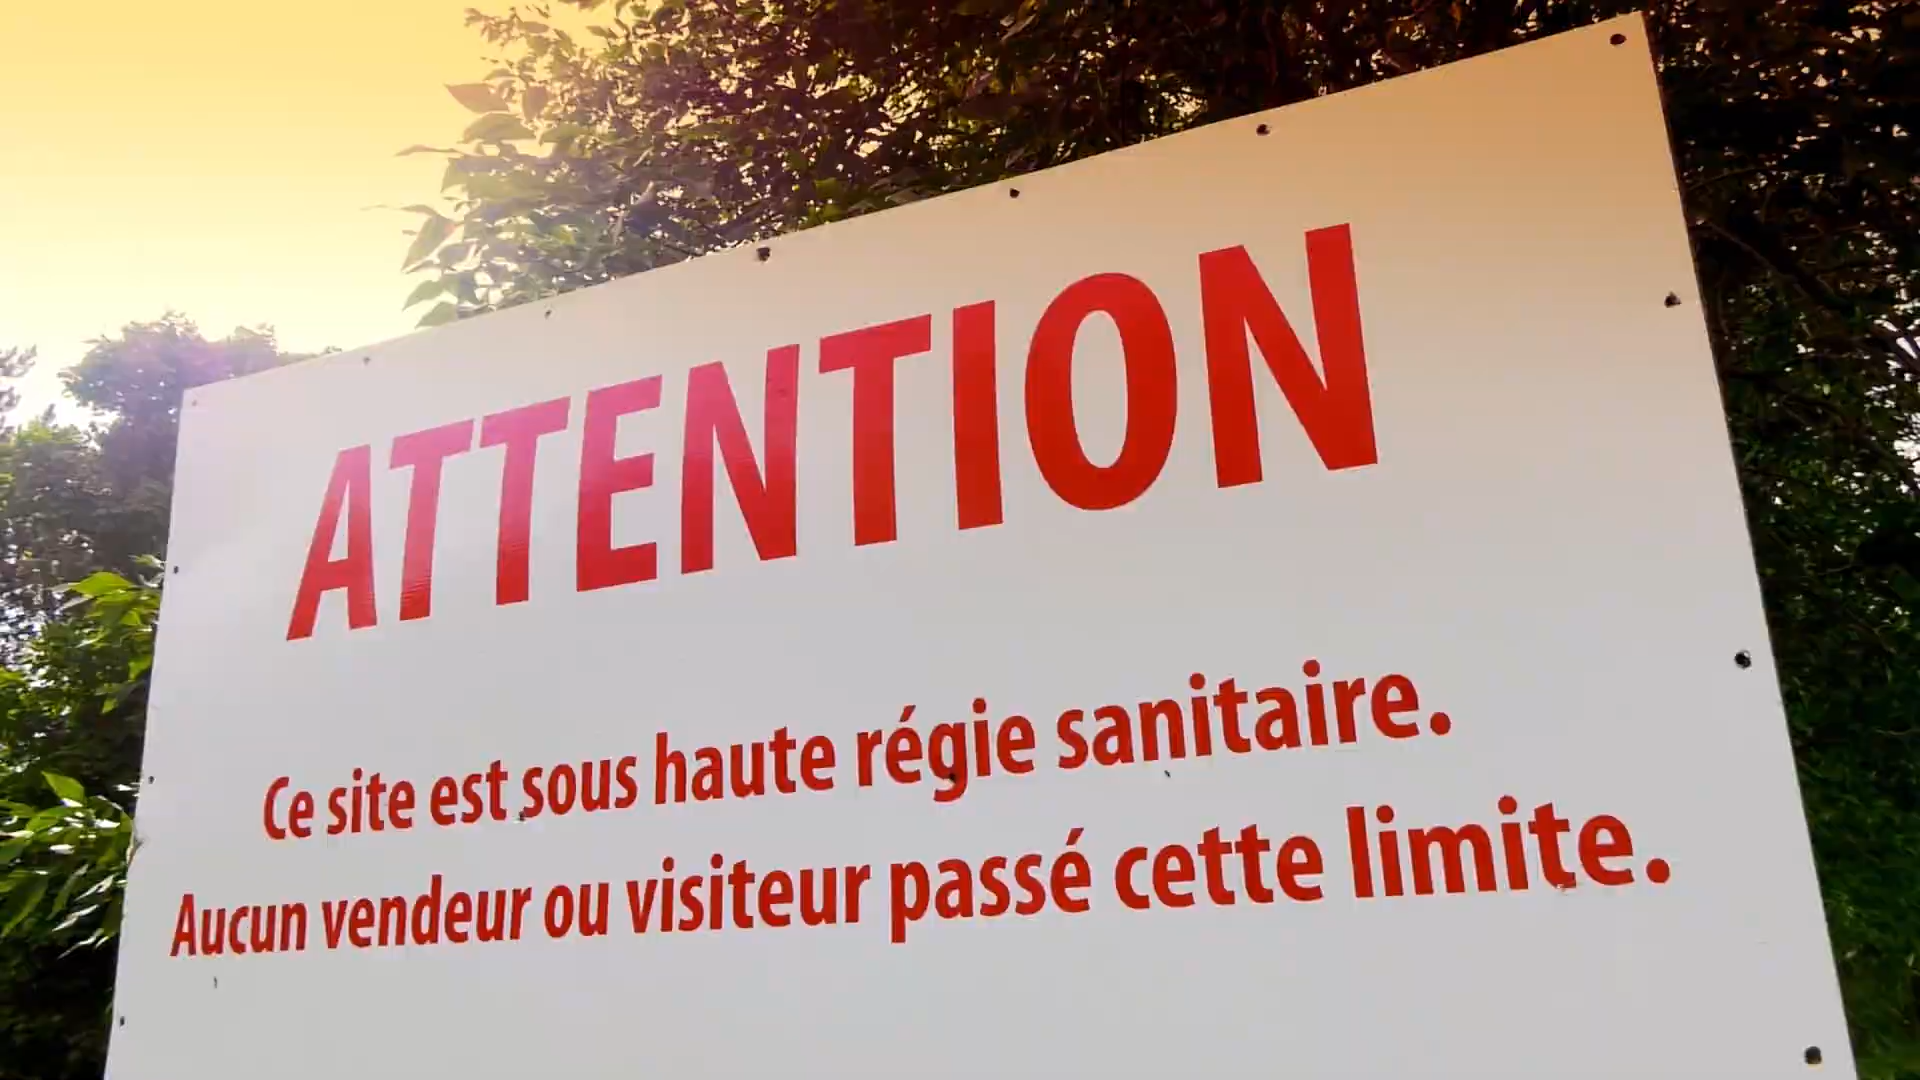 ATTENTION
Ce site est sous haute régie sanitaire.
Aucun vendeur ou visiteur passé cette limite.